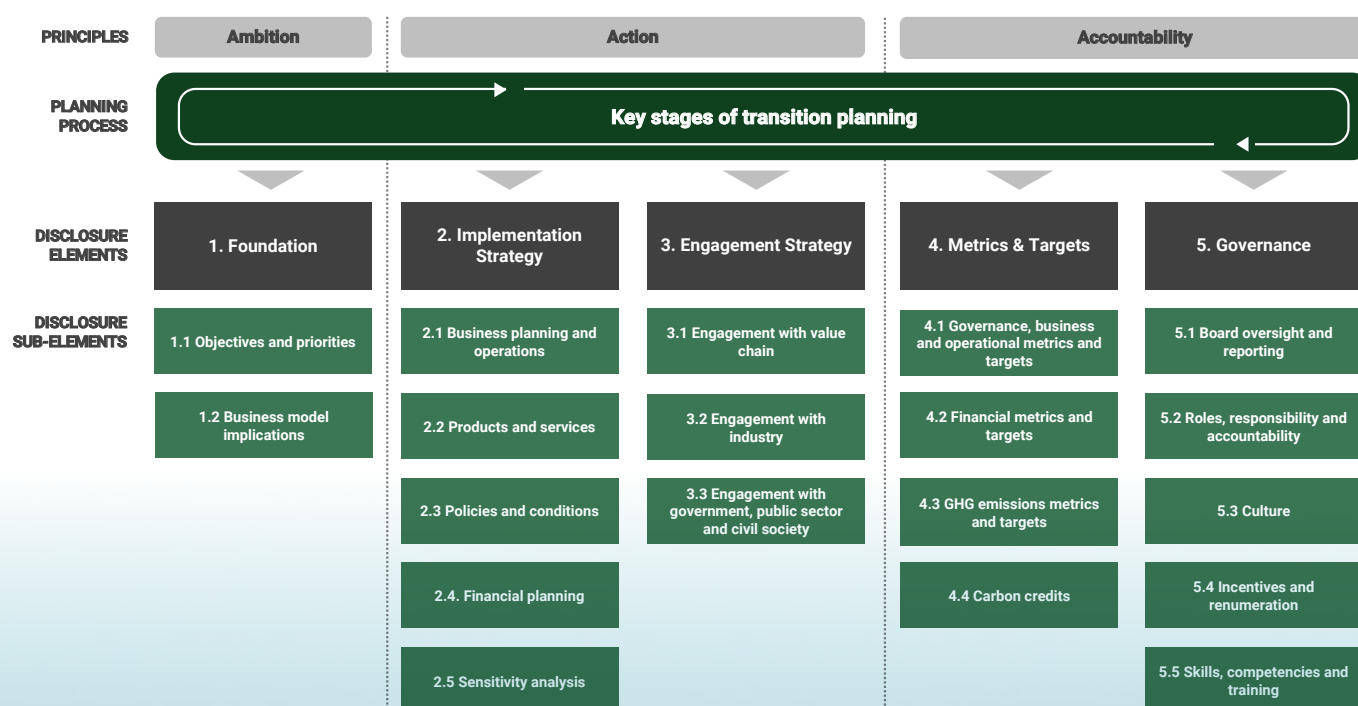 PRINCIPLES
Ambition
Action
Accountability
PLANNING
PROCESS
Key stages of transition planning
DISCLOSURE
ELEMENTS
1. Foundation
2. Implementation
Strategy
3. Engagement Strategy
4. Metrics & Targets
5. Governance
DISCLOSURE
SUB-ELEMENTS
1.1 Objectives and priorities
2.1 Business planning and
operations
3.1 Engagement with value
chain
4.1 Governance, business
and operational metrics and
targets
5.1 Board oversight and
reporting
1.2 Business model
implications
2.2 Products and services
3.2 Engagement with
industry
4.2 Financial metrics and
targets
5.2 Roles, responsibility and
accountability
2.3 Policies and conditions
3.3 Engagement with
government, public sector
and civil society
4.3 GHG emissions metrics
and targets
5.3 Culture
2.4. Financial planning
4.4 Carbon credits
5.4 Incentives and
renumeration
2.5 Sensitivity analysis
5.5 Skills, competencies and
training